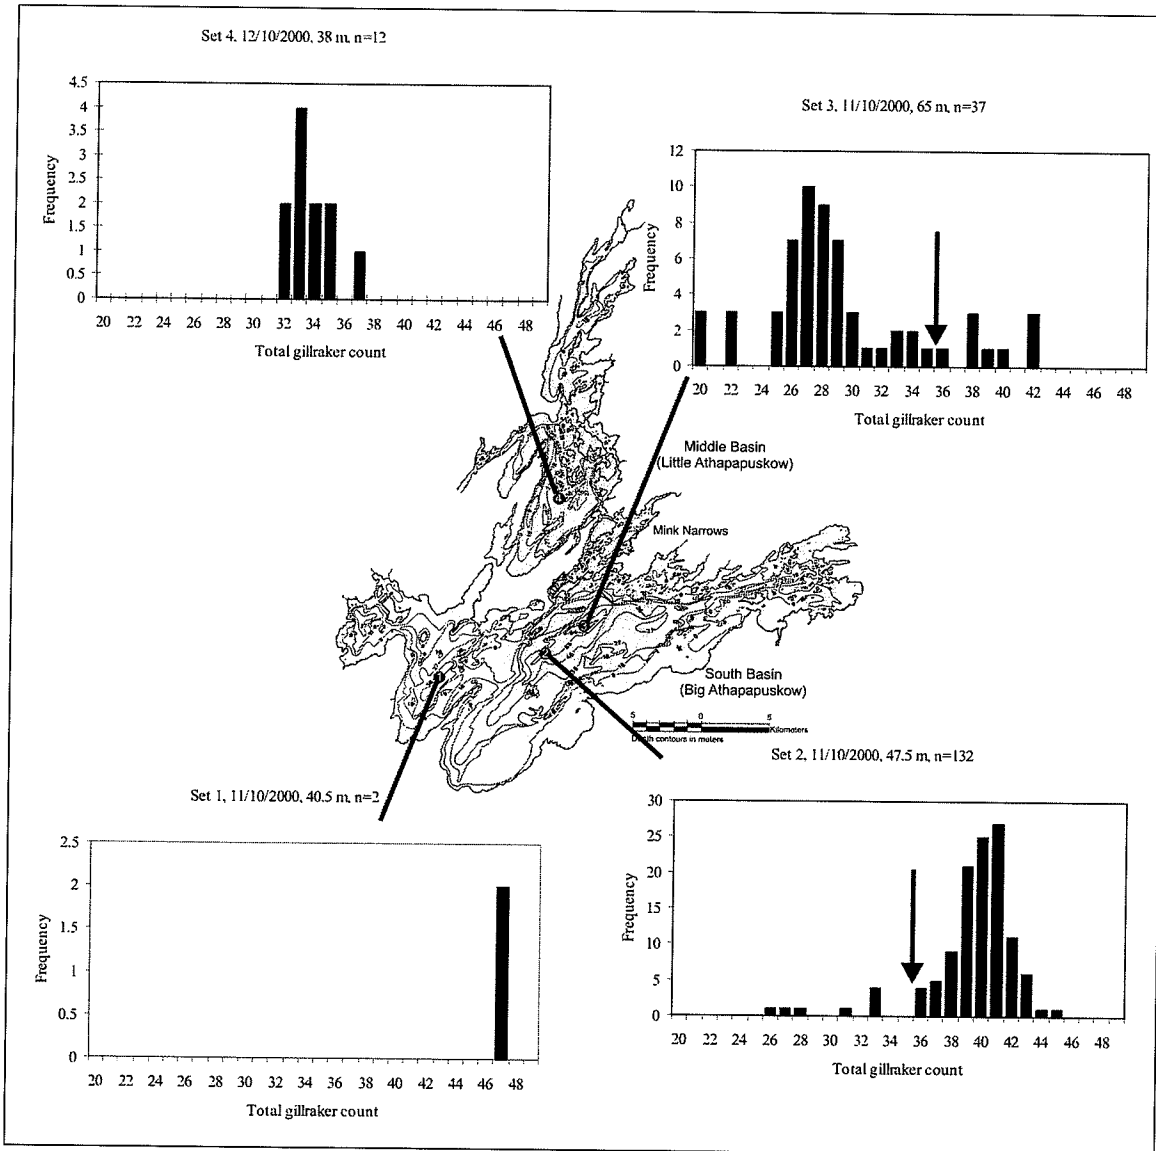 Set 4, 12/10/2000, 38 m, n=12
4.5
4
3.5
3
2.5
2
1.5
1
0.5
0
Frequency
20 22 24 26 28 30 32 34 36 38 40 42 44 46 48
Total gillraker count
Set 3, 11/10/2000, 65 m, n=37
12
10
8
6
4
2
0
Frequency
20 22 24 26 28 30 32 34 36 38 40 42 44 46 48
Total gillraker count
Middle Basin
(Little Athapapuskow)
Mink Narrows
South Basin
(Big Athapapuskow)
5 0 5
Kilometers
Depth contours in meters
Set 1, 11/10/2000, 40.5 m, n=2
2.5
2
1.5
1
0.5
0
Frequency
20 22 24 26 28 30 32 34 36 38 40 42 44 46 48
Total gillraker count
Set 2, 11/10/2000, 47.5 m, n=132
30
25
20
15
10
5
0
Frequency
20 22 24 26 28 30 32 34 36 38 40 42 44 46 48
Total gillraker count